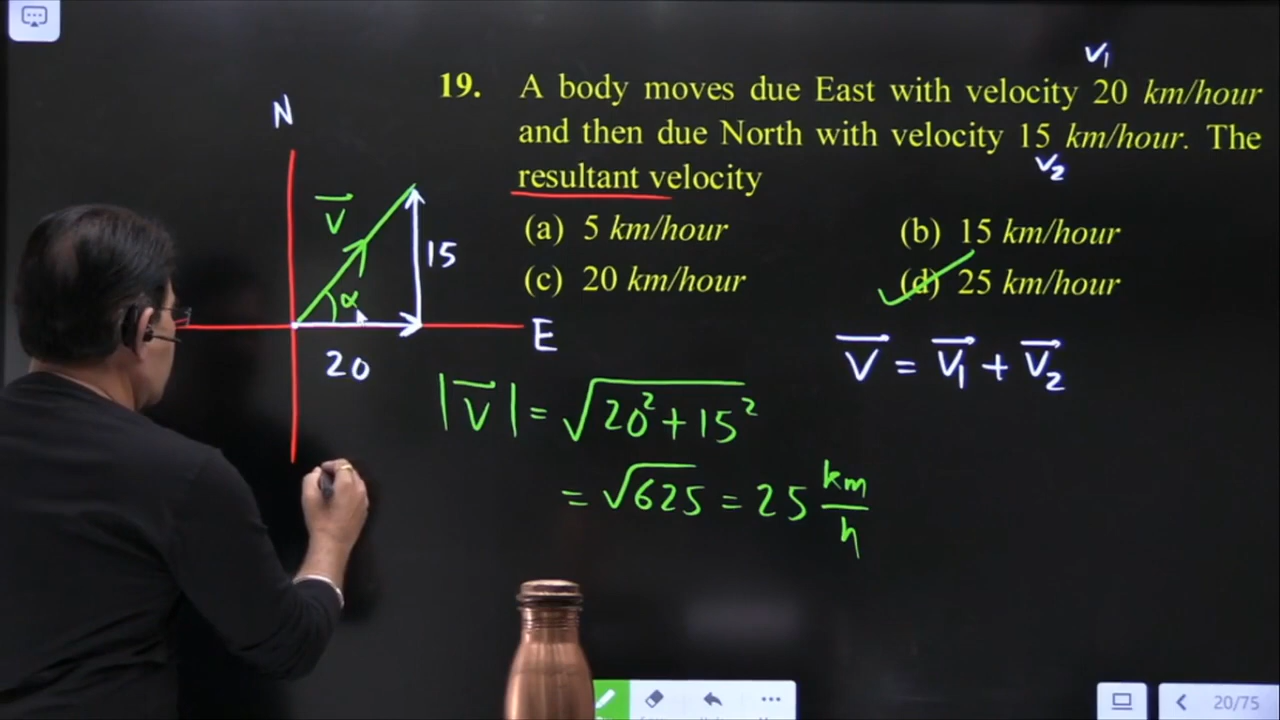 19. A body moves due East with velocity 20 km/hour
and then due North with velocity 15 km/hour. The
resultant velocity
(a) 5 km/hour (b) 15 km/hour
(c) 20 km/hour (d) 25 km/hour
V₁
V₂
N
V⃗
15
α
E
20
V⃗ = V⃗₁ + V⃗₂
|V⃗| = √(20² + 15²)
= √625 = 25 km/h
20/75